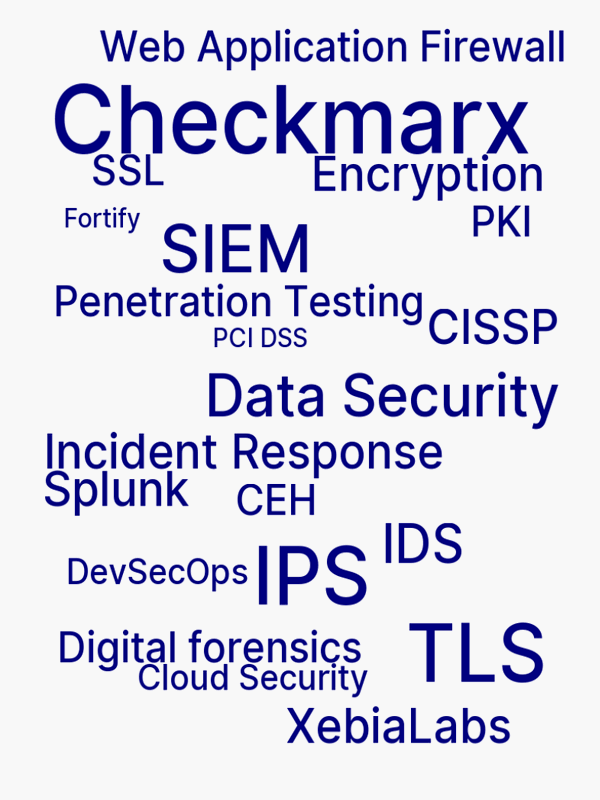 Web Application Firewall
Checkmarx
SSL
Encryption
Fortify
PKI
SIEM
Penetration Testing
CISSP
PCI DSS
Data Security
Incident Response
Splunk
CEH
IDS
DevSecOps
IPS
Digital forensics
TLS
Cloud Security
XebiaLabs